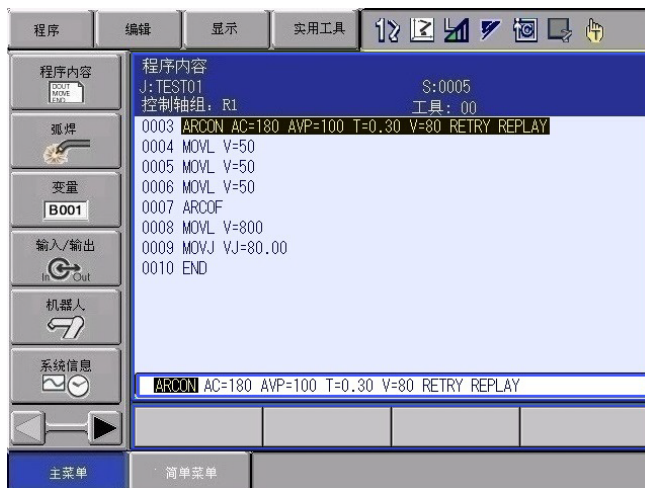 程序 编辑 显示 实用工具
程序内容
DOUT
MOVE
END
弧焊
变量
B001
输入/输出
In Out
机器人
系统信息
程序内容
J:TEST01 S:0005
控制轴组: R1 工具: 00
0003 ARCON AC=180 AVP=100 T=0.30 V=80 RETRY REPLAY
0004 MOVL V=50
0005 MOVL V=50
0006 MOVL V=50
0007 ARCOF
0008 MOVL V=800
0009 MOVJ VJ=80.00
0010 END
ARCON AC=180 AVP=100 T=0.30 V=80 RETRY REPLAY
主菜单 简单菜单